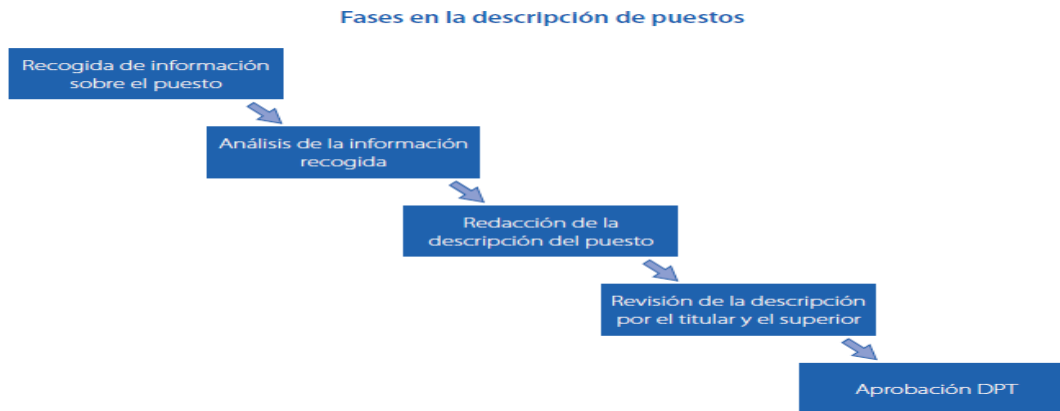 Fases en la descripción de puestos
Recogida de información
sobre el puesto
Análisis de la información
recogida
Redacción de la
descripción del puesto
Revisión de la descripción
por el titular y el superior
Aprobación DPT